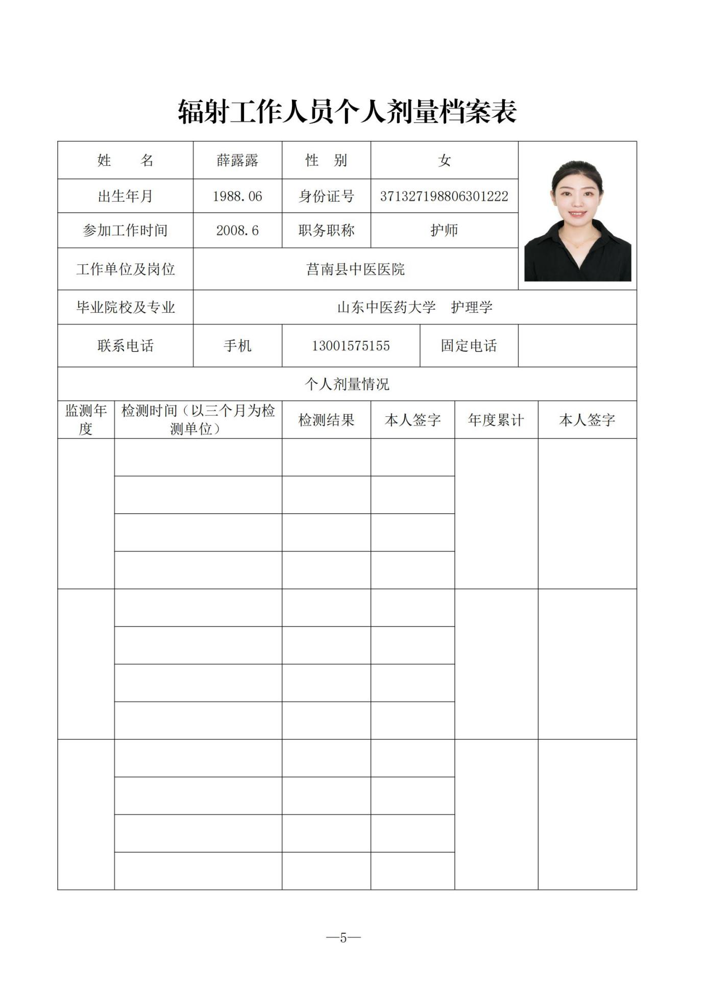 辐射工作人员个人剂量档案表
姓　　名 薛露露 性　别 女
出生年月 1988.06 身份证号 371327198806301222
参加工作时间 2008.6 职务职称 护师
工作单位及岗位 莒南县中医医院
毕业院校及专业 山东中医药大学　护理学
联系电话 手机 13001575155 固定电话
个人剂量情况
监测年度 检测时间（以三个月为检测单位） 检测结果 本人签字 年度累计 本人签字
—5—